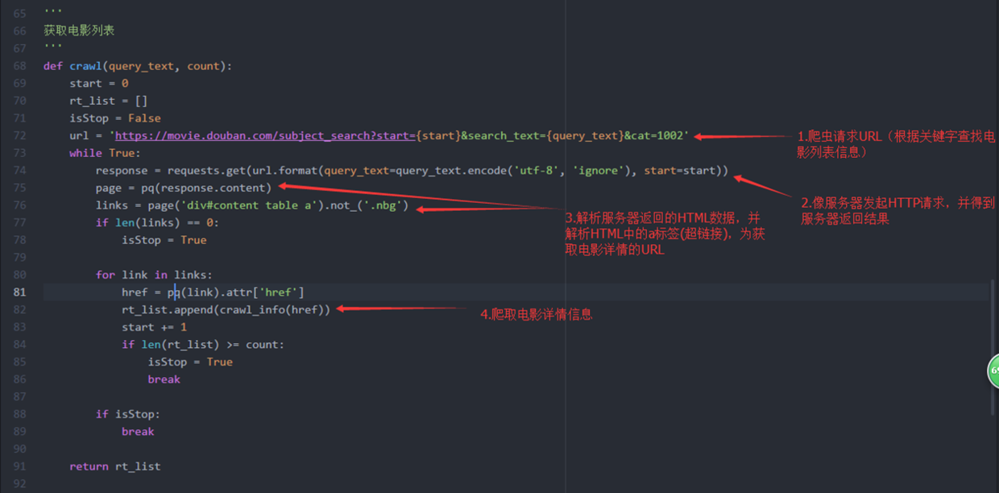 65 '''
66 获取电影列表
67 '''
68 def crawl(query_text, count):
69     start = 0
70     rt_list = []
71     isStop = False
72     url = 'https://movie.douban.com/subject_search?start={start}&search_text={query_text}&cat=1002'
1.爬虫请求URL（根据关键字查找电
影列表信息）
73     while True:
74         response = requests.get(url.format(query_text=query_text.encode('utf-8', 'ignore'), start=start))
75         page = pq(response.content)
76         links = page('div#content table a').not_('.nbg')
2.像服务器发起HTTP请求，并得到
服务器返回结果
77         if len(links) == 0:
78             isStop = True
3.解析服务器返回的HTML数据，并
解析HTML中的a标签(超链接)，为获
取电影详情的URL
79
80         for link in links:
81             href = pq(link).attr['href']
82             rt_list.append(crawl_info(href))
4.爬取电影详情信息
83             start += 1
84             if len(rt_list) >= count:
85                 isStop = True
86                 break
87
88         if isStop:
89             break
90
91     return rt_list
92